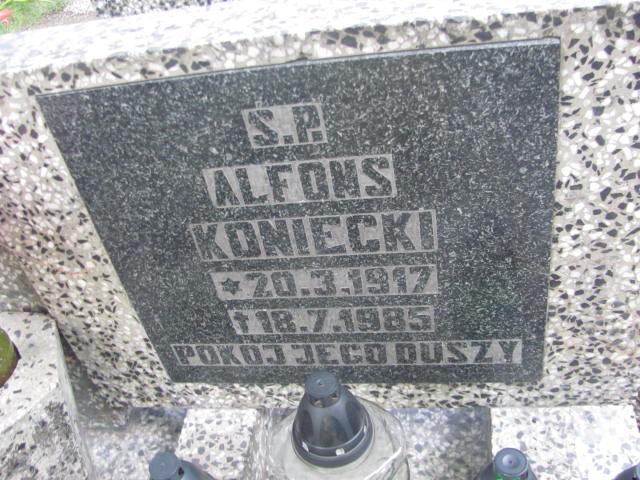 Ś.P.
ALFONS
KONIECKI
* 20.3.1917
† 18.7.1985
POKÓJ JEGO DUSZY